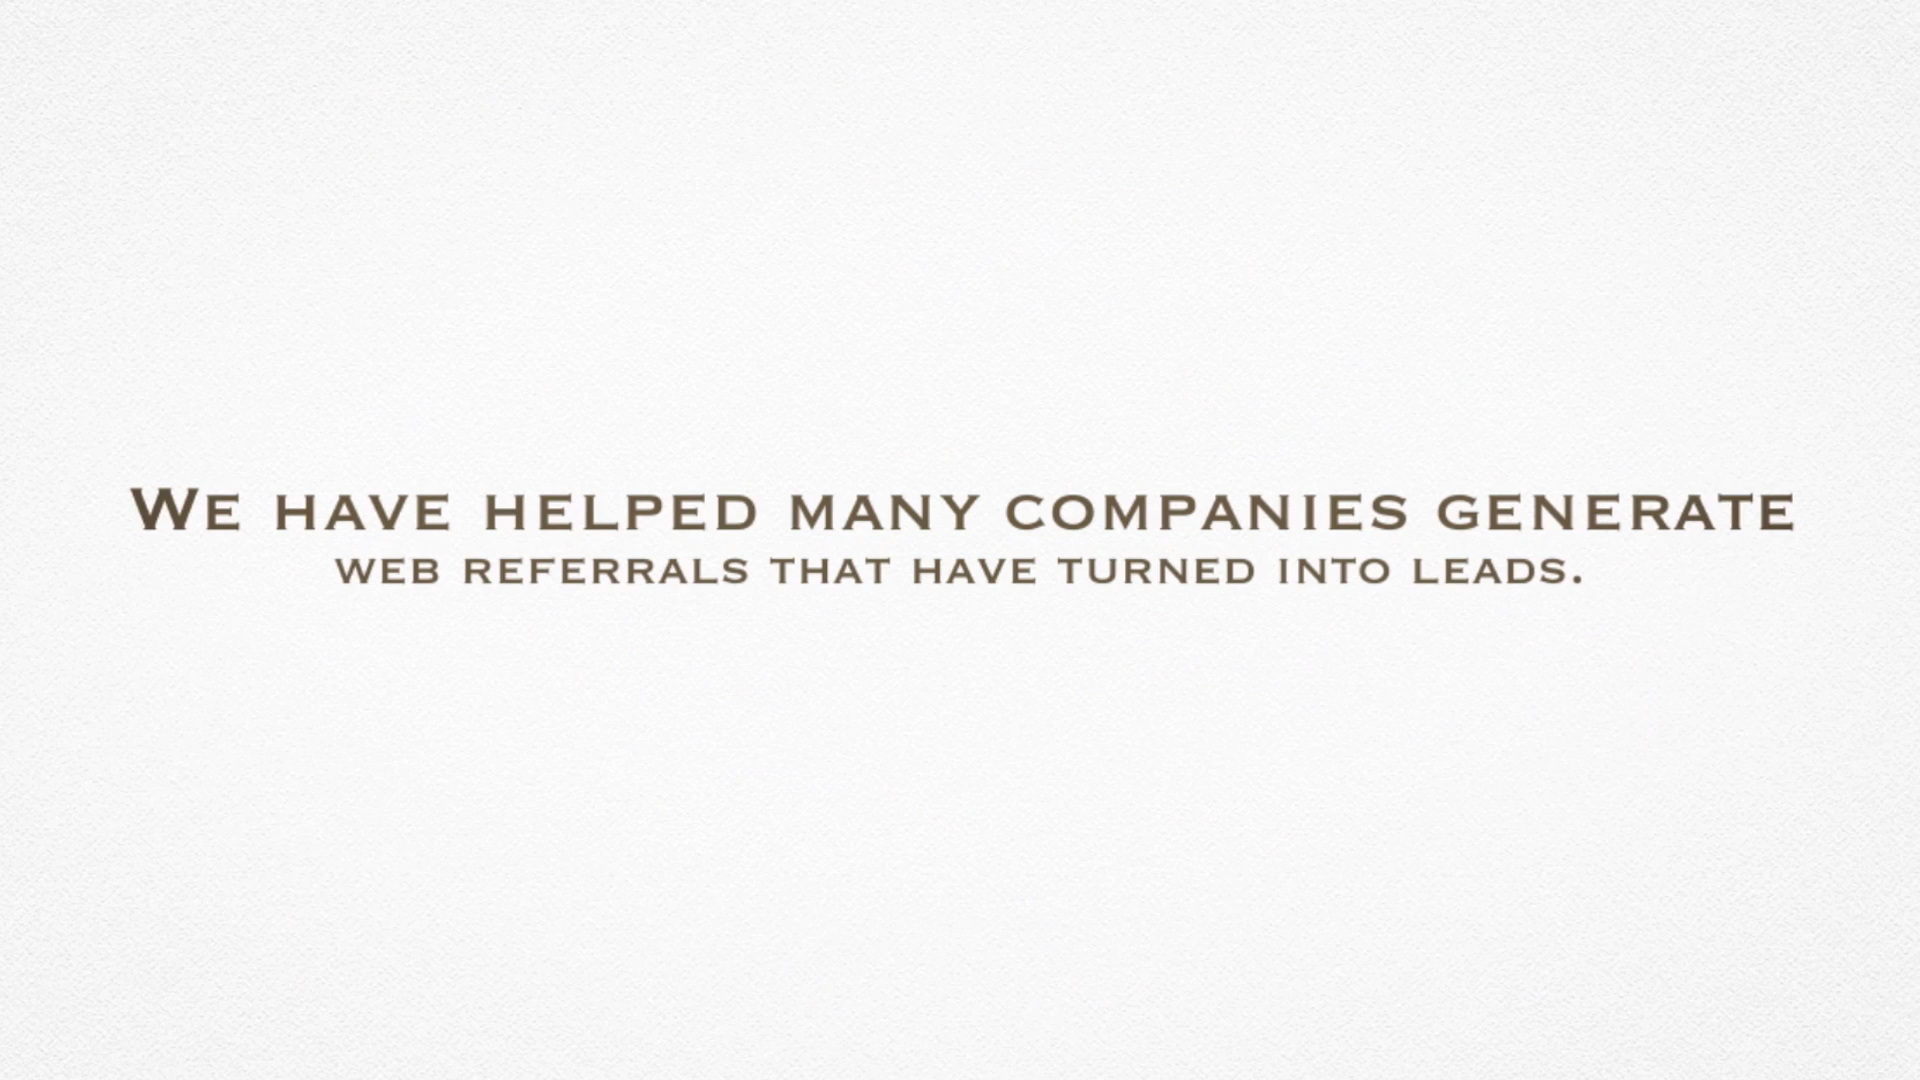 We have helped many companies generate
web referrals that have turned into leads.